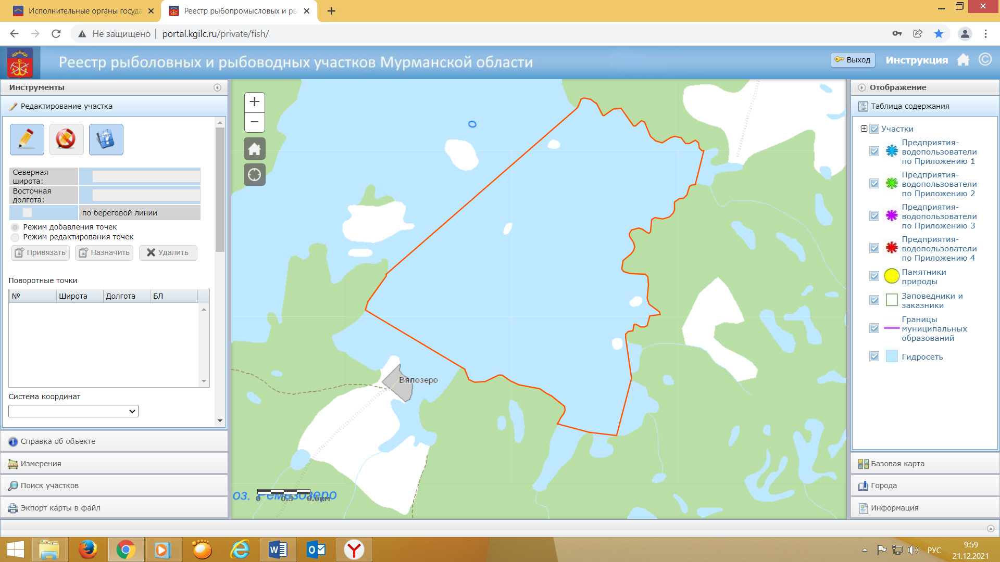 Исполнительные органы госуда
Реестр рыбопромысловых и ры
Не защищено
portal.kgilc.ru/private/fish/
Реестр рыболовных и рыбоводных участков Мурманской области
Выход
Инструкция
Инструменты
Редактирование участка
Северная
широта:
Восточная
долгота:
по береговой линии
Режим добавления точек
Режим редактирования точек
Привязать
Назначить
Удалить
Поворотные точки
№ Широта Долгота БЛ
Система координат
Справка об объекте
Измерения
Поиск участков
Экспорт карты в файл
Вялозеро
оз. Ремезозеро
0 0.3 0.6км
Отображение
Таблица содержания
Участки
Предприятия-
водопользователи
по Приложению 1
Предприятия-
водопользователи
по Приложению 2
Предприятия-
водопользователи
по Приложению 3
Предприятия-
водопользователи
по Приложению 4
Памятники
природы
Заповедники и
заказники
Границы
муниципальных
образований
Гидросеть
Базовая карта
Города
Информация
РУС
9:59
21.12.2021